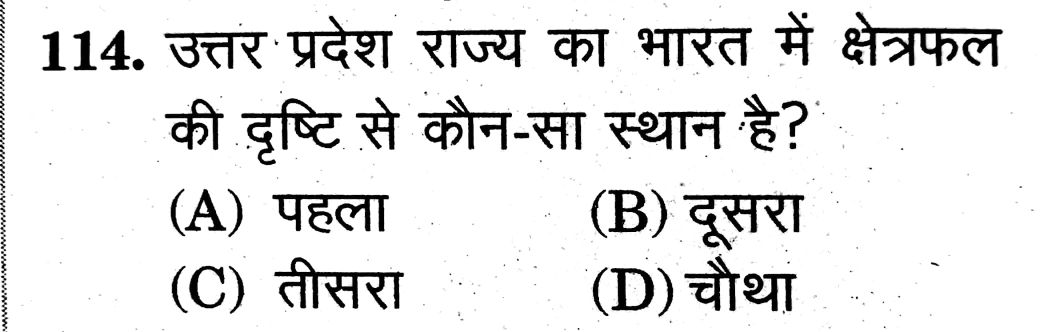 114. उत्तर प्रदेश राज्य का भारत में क्षेत्रफल
की दृष्टि से कौन-सा स्थान है?
(A) पहला (B) दूसरा
(C) तीसरा (D) चौथा